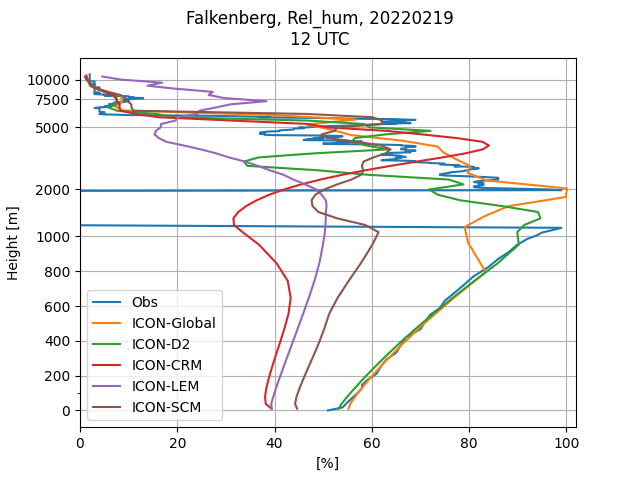 Falkenberg, Rel_hum, 20220219
12 UTC
10000
7500
5000
2000
1000
800
600
400
200
0
Height [m]
Obs
ICON-Global
ICON-D2
ICON-CRM
ICON-LEM
ICON-SCM
0 20 40 60 80 100
[%]